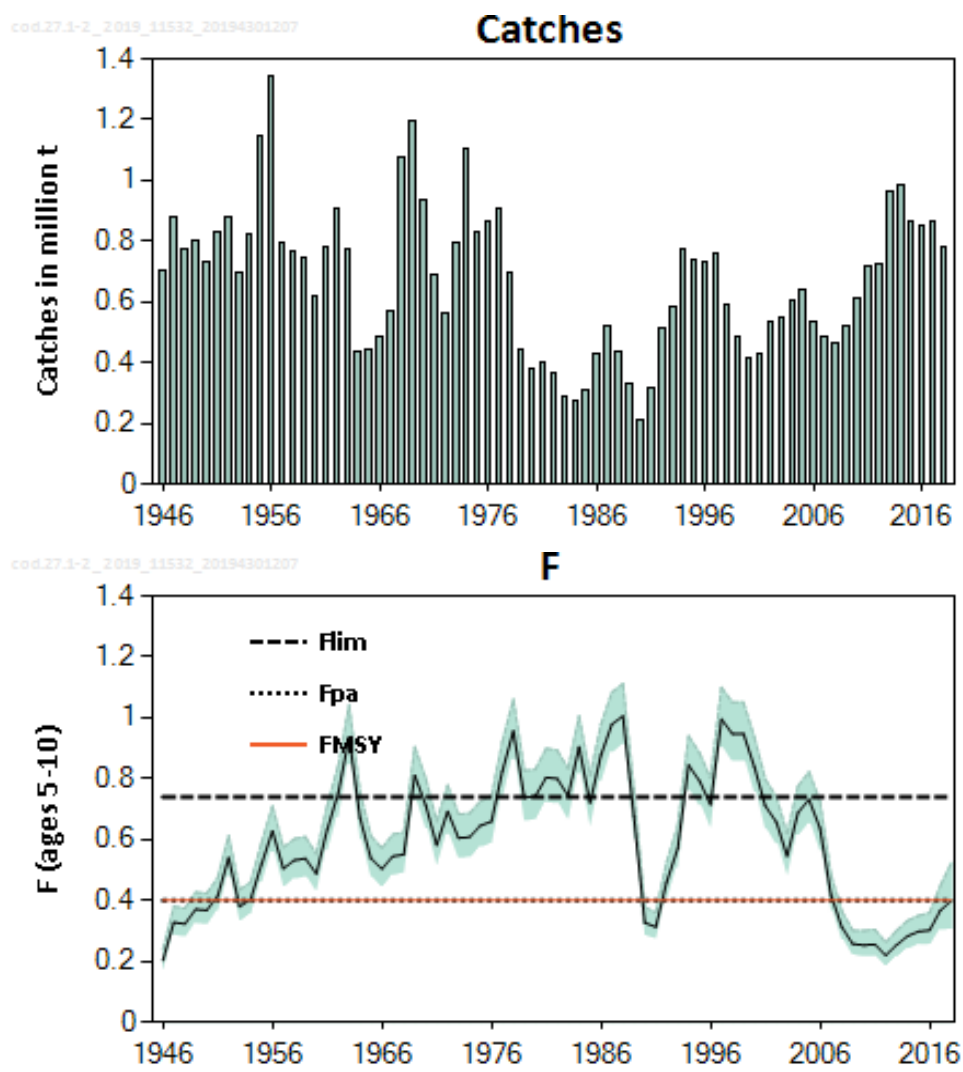 cod.27.1-2_2019_11532_20194301207
Catches
Catches in million t
1.4
1.2
1
0.8
0.6
0.4
0.2
0
1946 1956 1966 1976 1986 1996 2006 2016
cod.27.1-2_2019_11532_20194301207
F
F (ages 5-10)
1.4
1.2
1
0.8
0.6
0.4
0.2
0
Flim
Fpa
FMSY
1946 1956 1966 1976 1986 1996 2006 2016